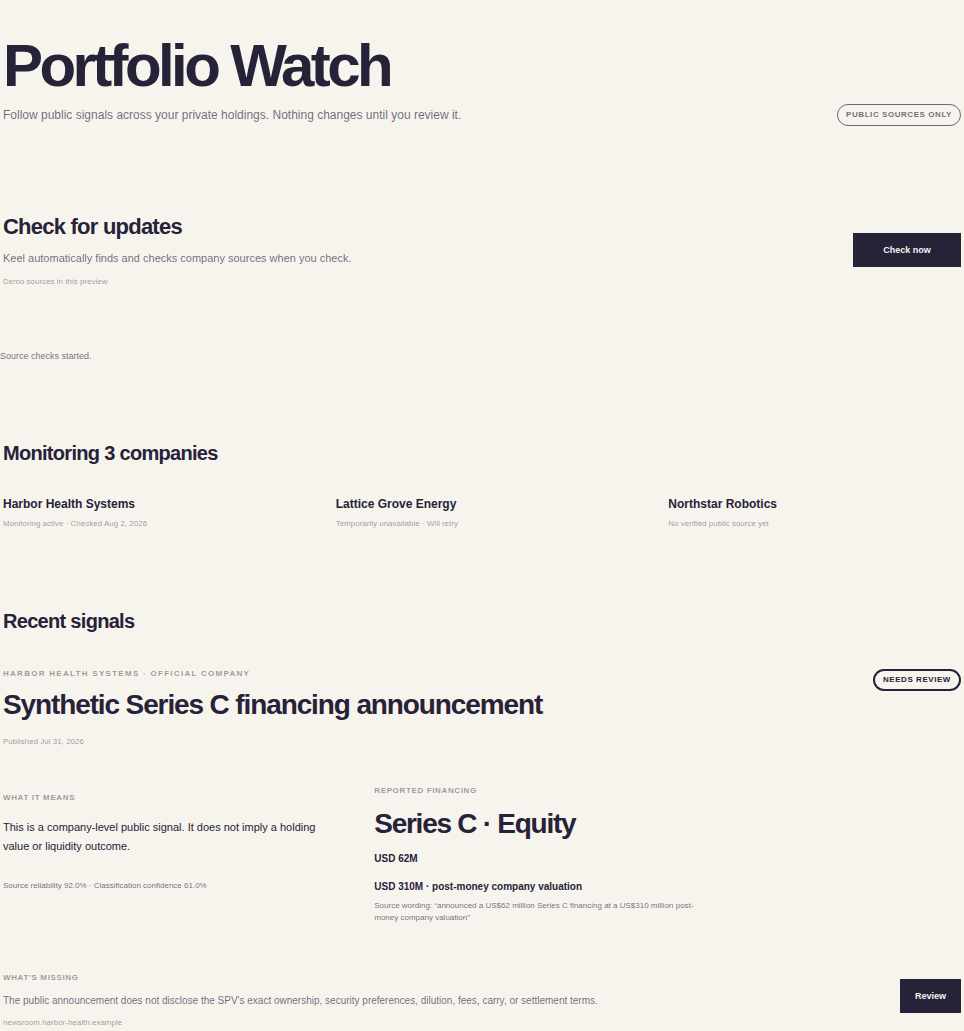 Portfolio Watch
Follow public signals across your private holdings. Nothing changes until you review it.
PUBLIC SOURCES ONLY
Check for updates
Keel automatically finds and checks company sources when you check.
Demo sources in this preview
Check now
Source checks started.
Monitoring 3 companies
Harbor Health Systems
Monitoring active · Checked Aug 2, 2026
Lattice Grove Energy
Temporarily unavailable · Will retry
Northstar Robotics
No verified public source yet
Recent signals
HARBOR HEALTH SYSTEMS · OFFICIAL COMPANY
NEEDS REVIEW
Synthetic Series C financing announcement
Published Jul 31, 2026
WHAT IT MEANS
This is a company-level public signal. It does not imply a holding
value or liquidity outcome.
Source reliability 92.0% · Classification confidence 61.0%
REPORTED FINANCING
Series C · Equity
USD 62M
USD 310M · post-money company valuation
Source wording: “announced a US$62 million Series C financing at a US$310 million post-
money company valuation”
WHAT'S MISSING
The public announcement does not disclose the SPV's exact ownership, security preferences, dilution, fees, carry, or settlement terms.
newsroom.harbor-health.example
Review